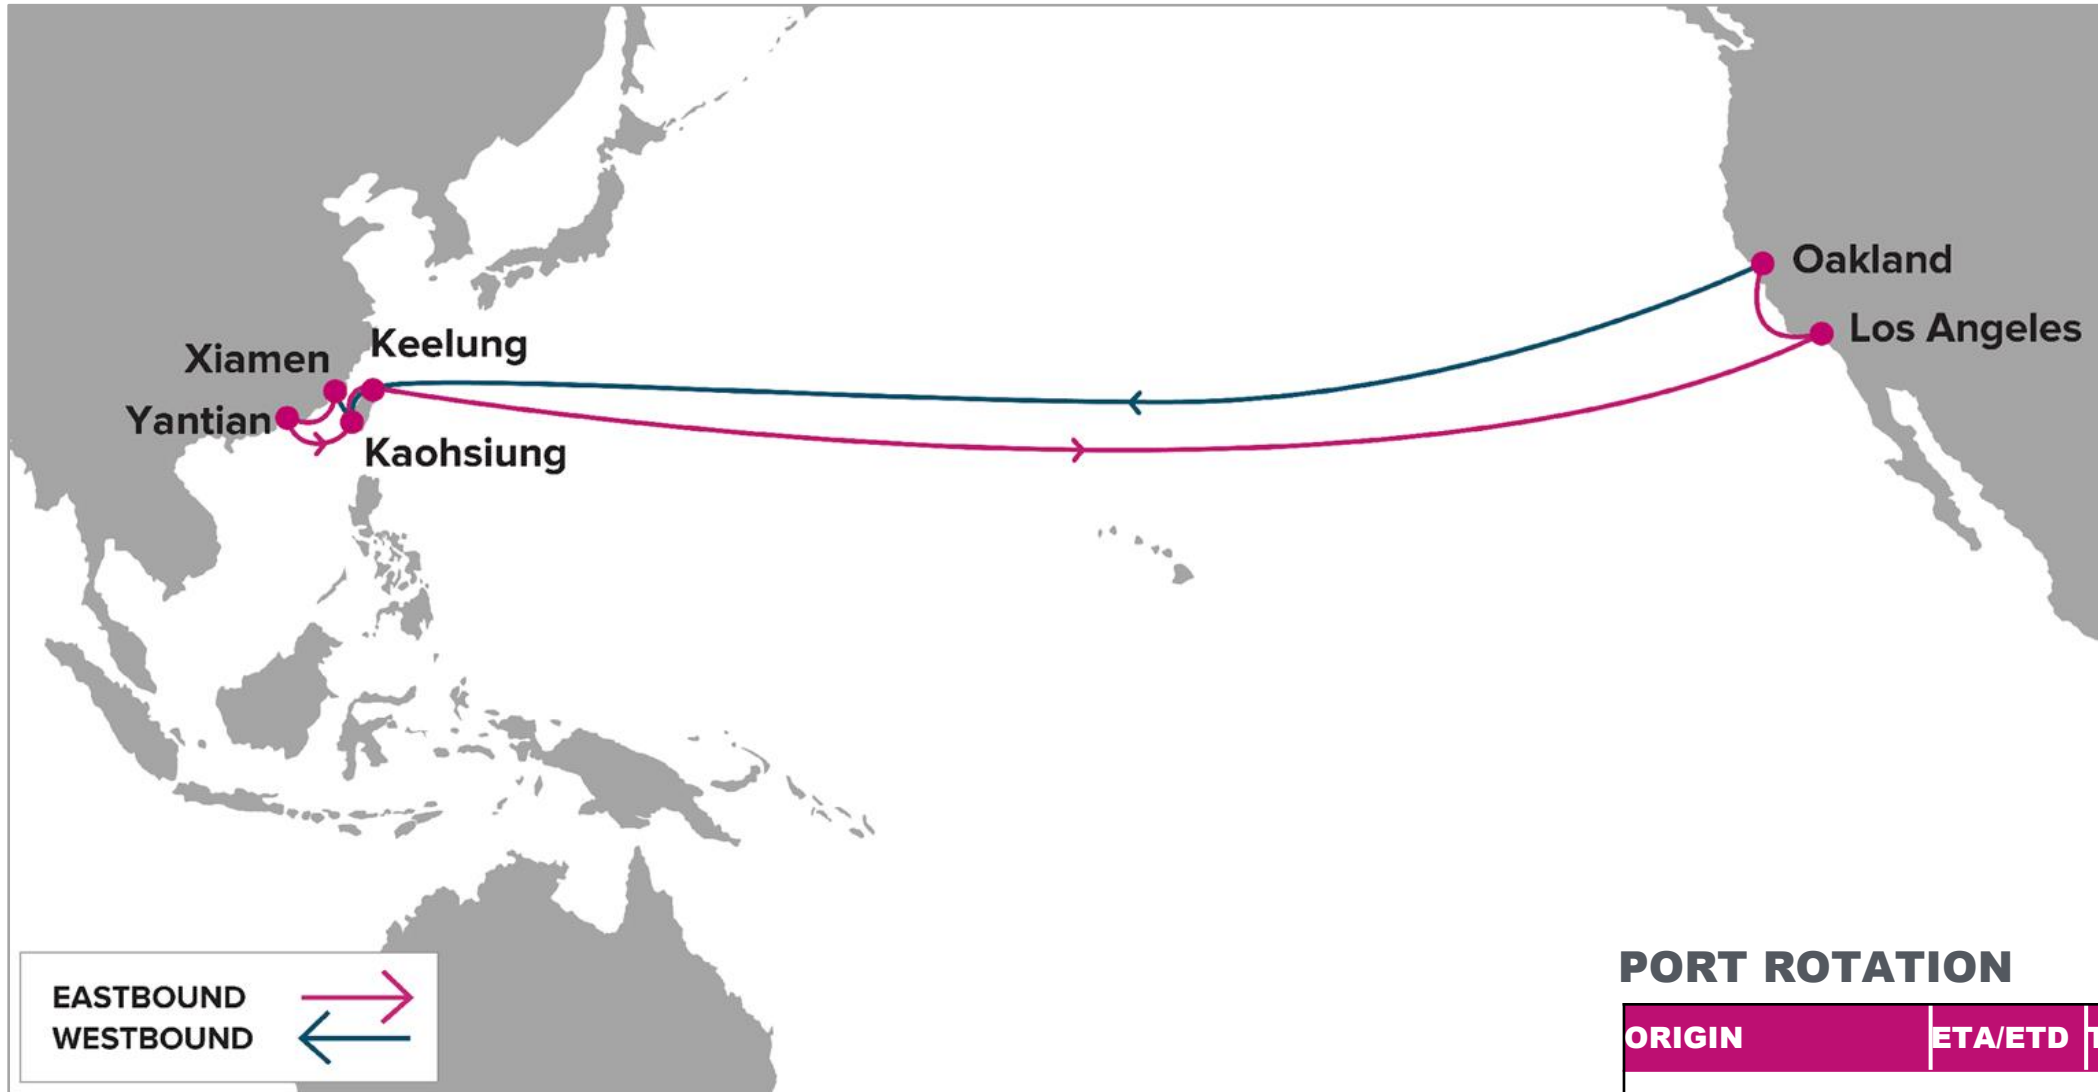 Oakland
Los Angeles
Keelung
Xiamen
Yantian
Kaohsiung
EASTBOUND
WESTBOUND
PORT ROTATION
ORIGIN ETA/ETD